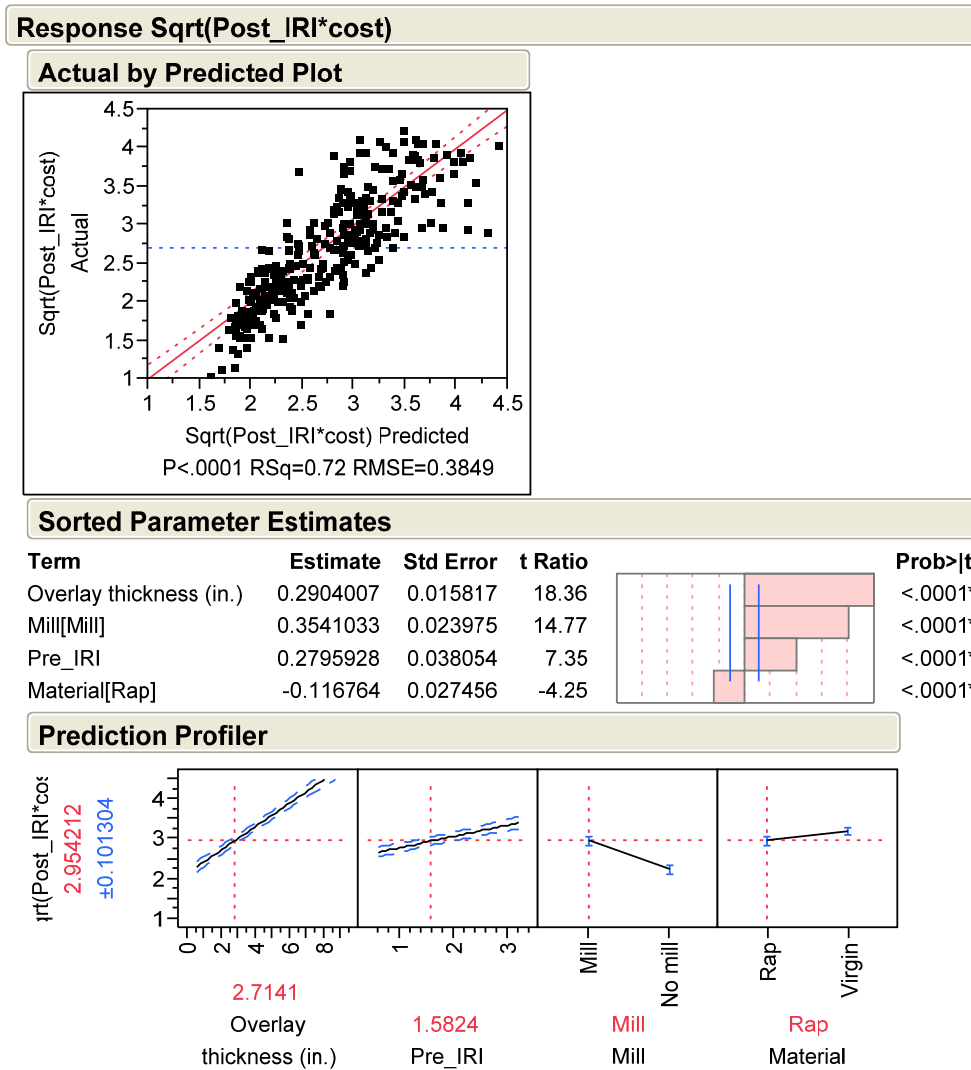 Response Sqrt(Post_IRI*cost)
Actual by Predicted Plot
Sqrt(Post_IRI*cost)
Actual
4.5
4
3.5
3
2.5
2
1.5
1
1 1.5 2 2.5 3 3.5 4 4.5
Sqrt(Post_IRI*cost) Predicted
P<.0001 RSq=0.72 RMSE=0.3849
Sorted Parameter Estimates
Term Estimate Std Error t Ratio Prob>|t
Overlay thickness (in.) 0.2904007 0.015817 18.36 <.0001*
Mill[Mill] 0.3541033 0.023975 14.77 <.0001*
Pre_IRI 0.2795928 0.038054 7.35 <.0001*
Material[Rap] -0.116764 0.027456 -4.25 <.0001*
Prediction Profiler
rt(Post_IRI*cos
2.954212
±0.101304
4
3
2
1
0 2 4 6 8 1 2 3 Mill No mill Rap Virgin
2.7141
Overlay 1.5824 Mill Rap
thickness (in.) Pre_IRI Mill Material